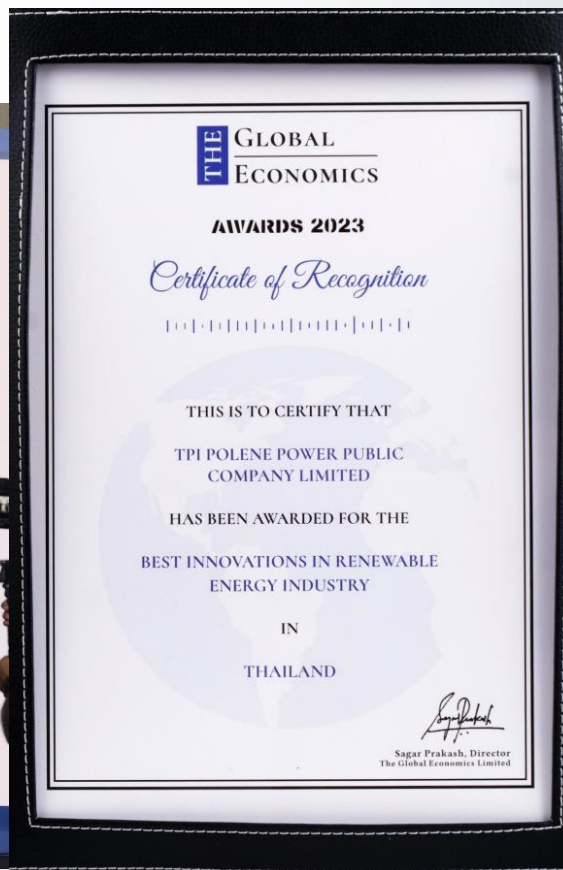 THE
GLOBAL
ECONOMICS
AWARDS 2023
Certificate of Recognition
THIS IS TO CERTIFY THAT
TPI POLENE POWER PUBLIC
COMPANY LIMITED
HAS BEEN AWARDED FOR THE
BEST INNOVATIONS IN RENEWABLE
ENERGY INDUSTRY
IN
THAILAND
Sagar Prakash, Director
The Global Economics Limited